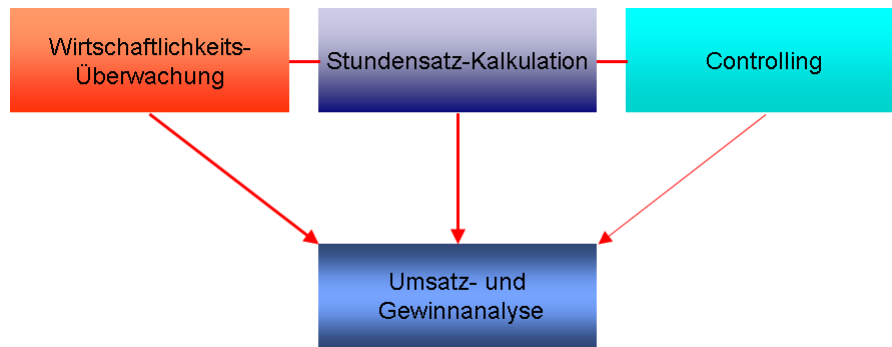 Wirtschaftlichkeits-
Überwachung
Stundensatz-Kalkulation
Controlling
Umsatz- und
Gewinnanalyse